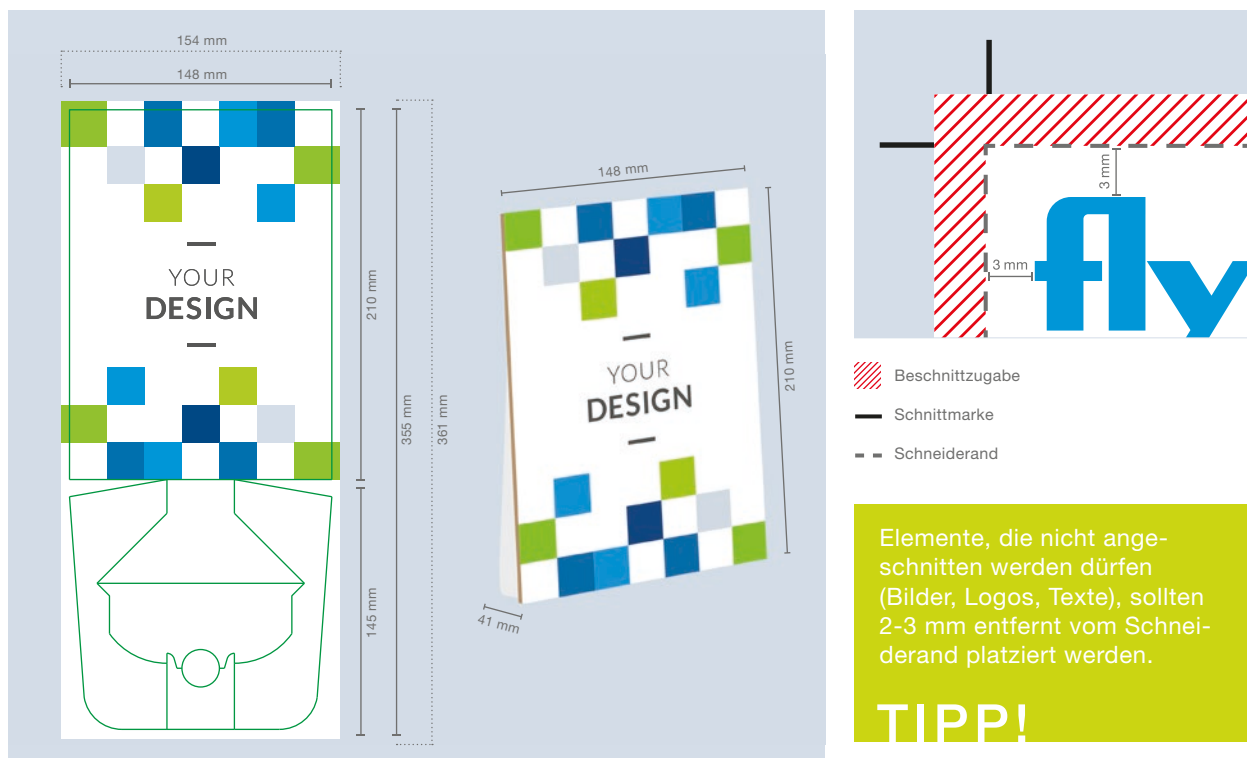 154 mm
148 mm
YOUR
DESIGN
210 mm
355 mm
361 mm
145 mm
148 mm
YOUR
DESIGN
210 mm
41 mm
3 mm
3 mm
fly
Beschnittzugabe
Schnittmarke
Schneiderand
Elemente, die nicht ange-
schnitten werden dürfen
(Bilder, Logos, Texte), sollten
2-3 mm entfernt vom Schnei-
derand platziert werden.
TIPP!